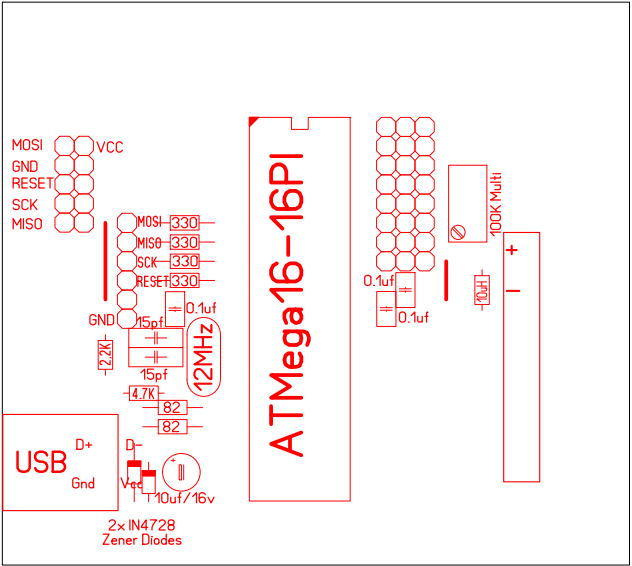 MOSI
VCC
GND
RESET
SCK
MISO
MOSI 330
MISO 330
SCK 330
RESET 330
0.1uf
GND
15pf
15pf
2.2K
12MHz
4.7K
82
82
ATMega16-16PI
100K Multi
0.1uf
0.1uf
10uH
+
-
USB
D+
D-
Gnd
Vcc
+
10uf/16v
2x IN4728
Zener Diodes